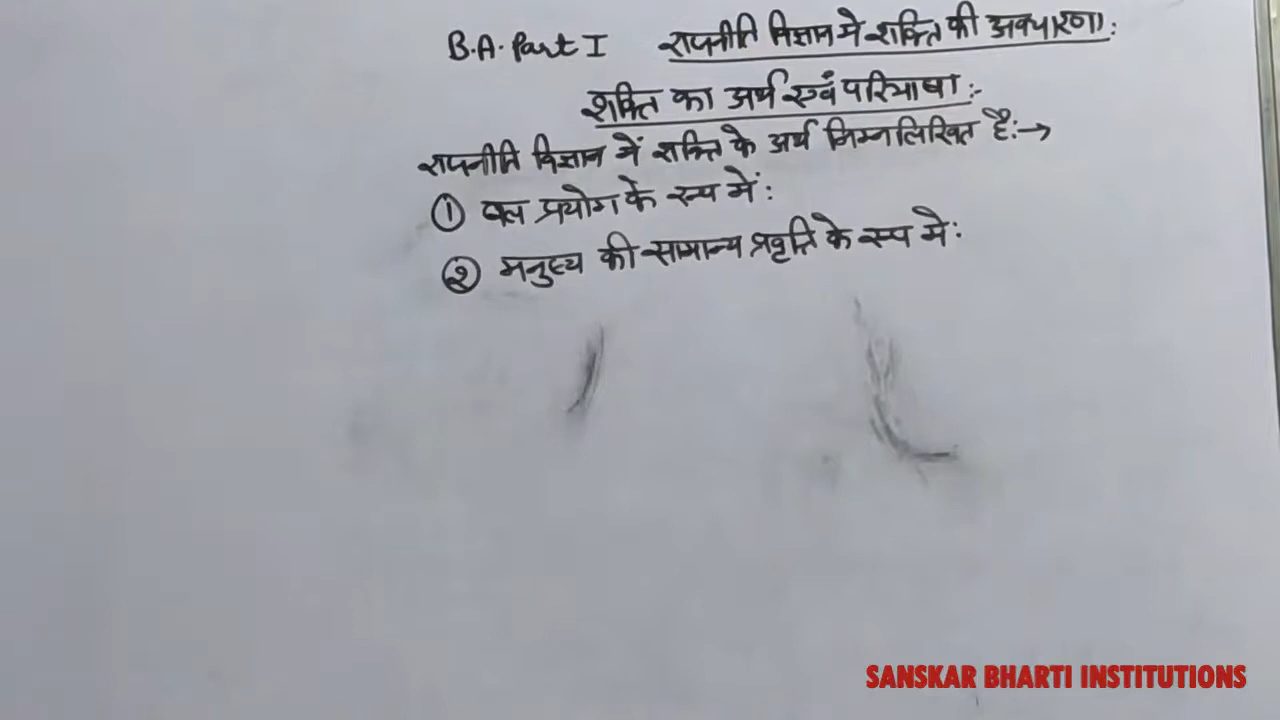 B.A. Part I राजनीति विज्ञान में शक्ति की अवधारणा:
शक्ति का अर्थ एवं परिभाषा :-
राजनीति विज्ञान में शक्ति के अर्थ निम्नलिखित है:→
① बल प्रयोग के रूप में:
② मनुष्य की सामान्य प्रवृत्ति के रूप में:
SANSKAR BHARTI INSTITUTIONS